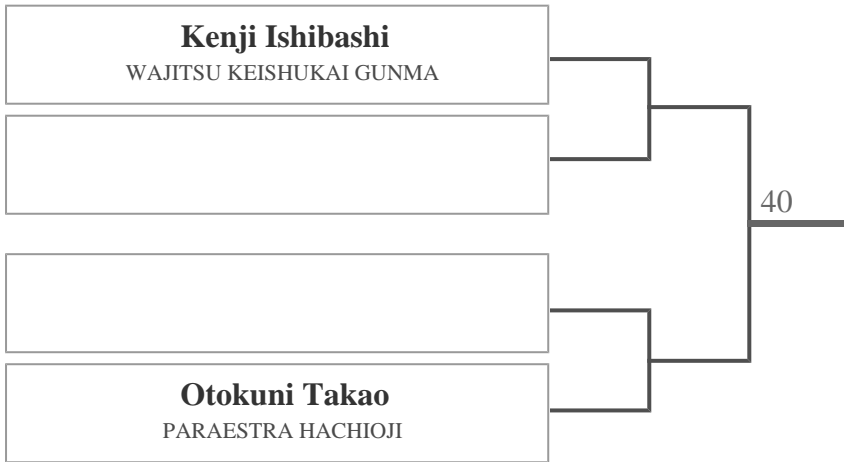 Kenji Ishibashi
WAJITSU KEISHUKAI GUNMA
40
Otokuni Takao
PARAESTRA HACHIOJI